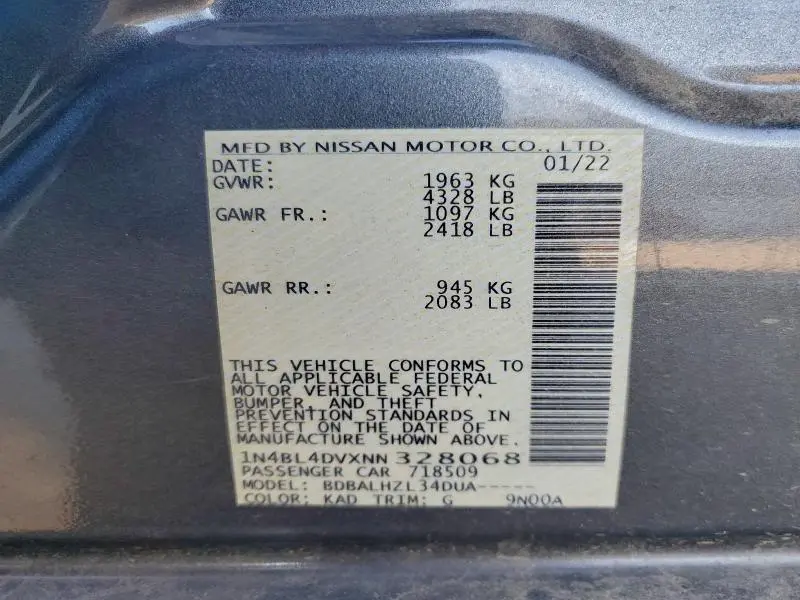 MFD BY NISSAN MOTOR CO., LTD.
DATE: 01/22
GVWR: 1963 KG
4328 LB
GAWR FR.: 1097 KG
2418 LB
GAWR RR.: 945 KG
2083 LB
THIS VEHICLE CONFORMS TO
ALL APPLICABLE FEDERAL
MOTOR VEHICLE SAFETY,
BUMPER, AND THEFT
PREVENTION STANDARDS IN
EFFECT ON THE DATE OF
MANUFACTURE SHOWN ABOVE.
1N4BL4DVXNN328068
PASSENGER CAR 718509
MODEL: BDBALHZL34DUA-----
COLOR: KAD TRIM: G 9N00A